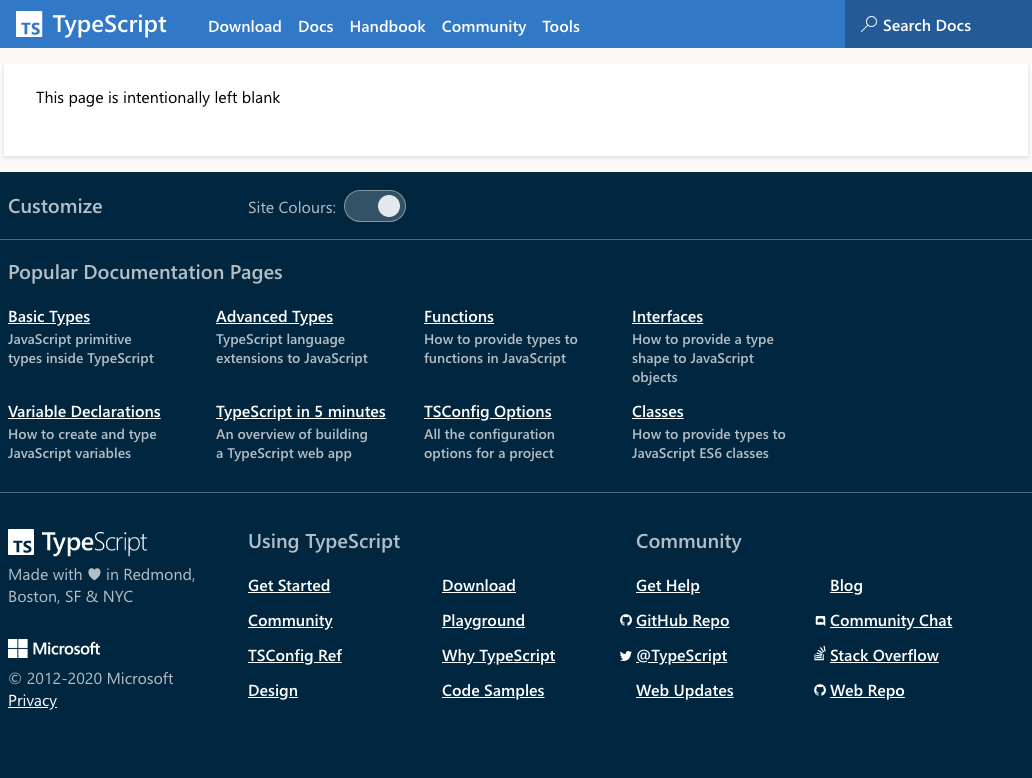 TS TypeScript Download Docs Handbook Community Tools Search Docs
This page is intentionally left blank
Customize Site Colours:
Popular Documentation Pages
Basic Types
JavaScript primitive
types inside TypeScript
Advanced Types
TypeScript language
extensions to JavaScript
Functions
How to provide types to
functions in JavaScript
Interfaces
How to provide a type
shape to JavaScript
objects
Variable Declarations
How to create and type
JavaScript variables
TypeScript in 5 minutes
An overview of building
a TypeScript web app
TSConfig Options
All the configuration
options for a project
Classes
How to provide types to
JavaScript ES6 classes
TS TypeScript
Made with ♥ in Redmond,
Boston, SF & NYC
Microsoft
© 2012-2020 Microsoft
Privacy
Using TypeScript
Get Started
Community
TSConfig Ref
Design
Download
Playground
Why TypeScript
Code Samples
Community
Get Help
GitHub Repo
@TypeScript
Web Updates
Blog
Community Chat
Stack Overflow
Web Repo